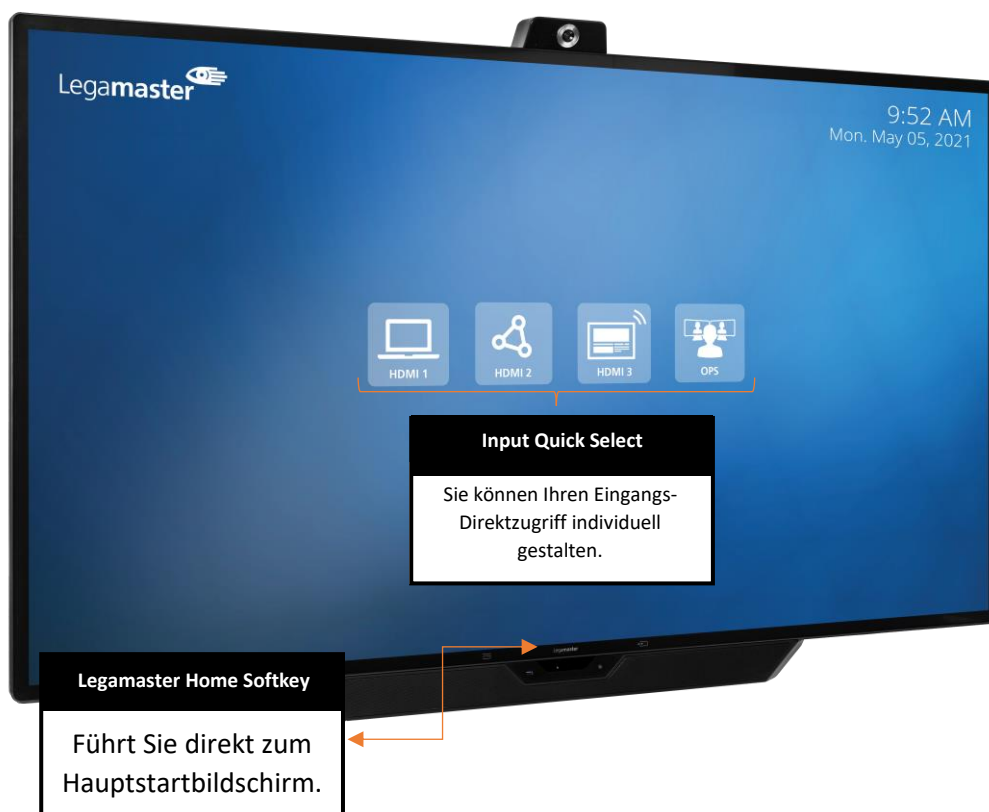 Legamaster
9:52 AM
Mon. May 05, 2021
HDMI 1
HDMI 2
HDMI 3
OPS
Input Quick Select
Sie können Ihren Eingangs-
Direktzugriff individuell
gestalten.
Legamaster
Legamaster Home Softkey
Führt Sie direkt zum
Hauptstartbildschirm.